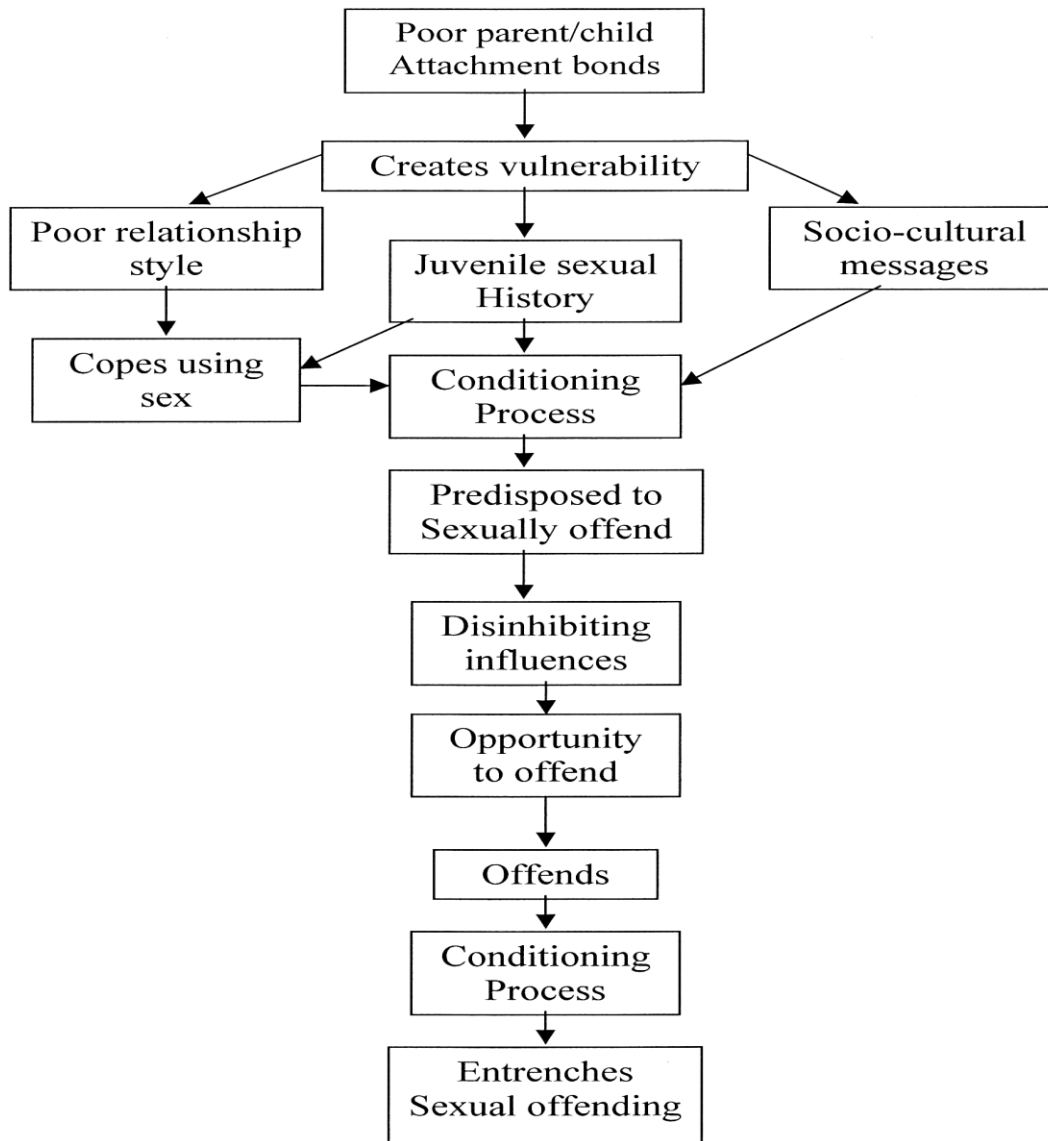 Poor parent/child
Attachment bonds
Creates vulnerability
Poor relationship
style
Juvenile sexual
History
Socio-cultural
messages
Copes using
sex
Conditioning
Process
Predisposed to
Sexually offend
Disinhibiting
influences
Opportunity
to offend
Offends
Conditioning
Process
Entrenches
Sexual offending